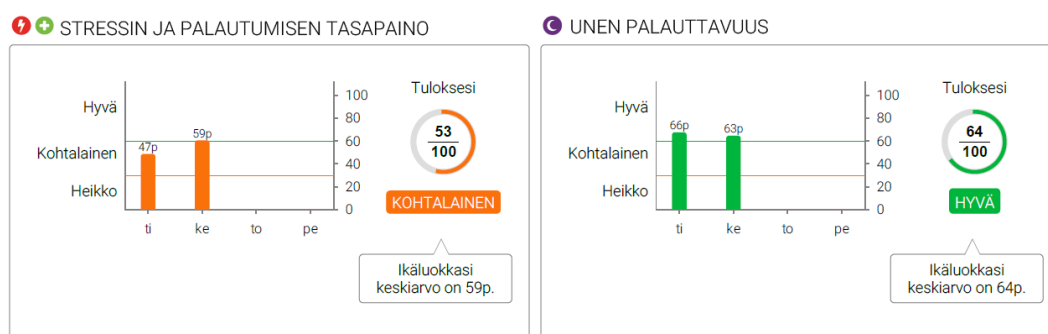 STRESSIN JA PALAUTUMISEN TASAPAINO
Hyvä
Kohtalainen
Heikko
47p
59p
100
80
60
40
20
0
ti ke to pe
Tuloksesi
53
100
KOHTALAINEN
Ikäluokkasi
keskiarvo on 59p.
UNEN PALAUTTAVUUS
Hyvä
Kohtalainen
Heikko
66p
63p
100
80
60
40
20
0
ti ke to pe
Tuloksesi
64
100
HYVÄ
Ikäluokkasi
keskiarvo on 64p.